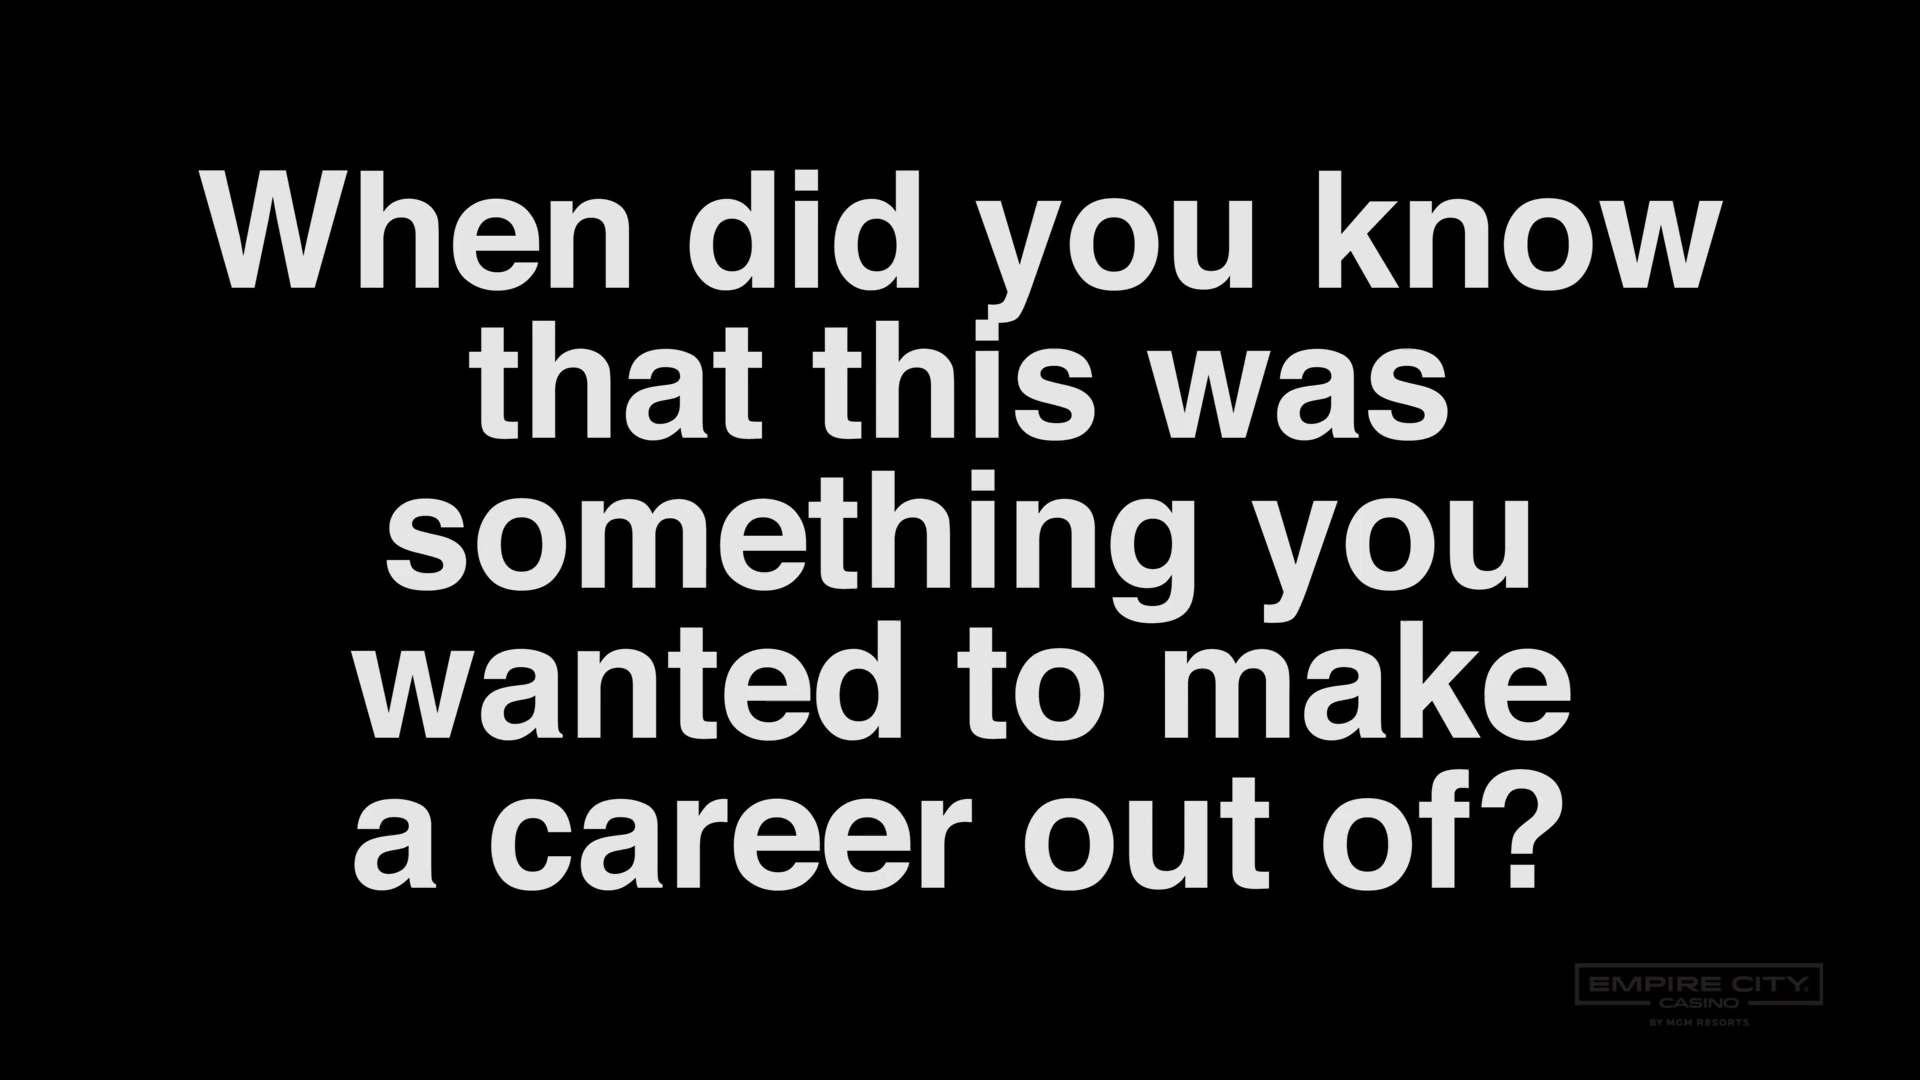 When did you know
that this was
something you
wanted to make
a career out of?
EMPIRE CITY
CASINO
BY MGM RESORTS